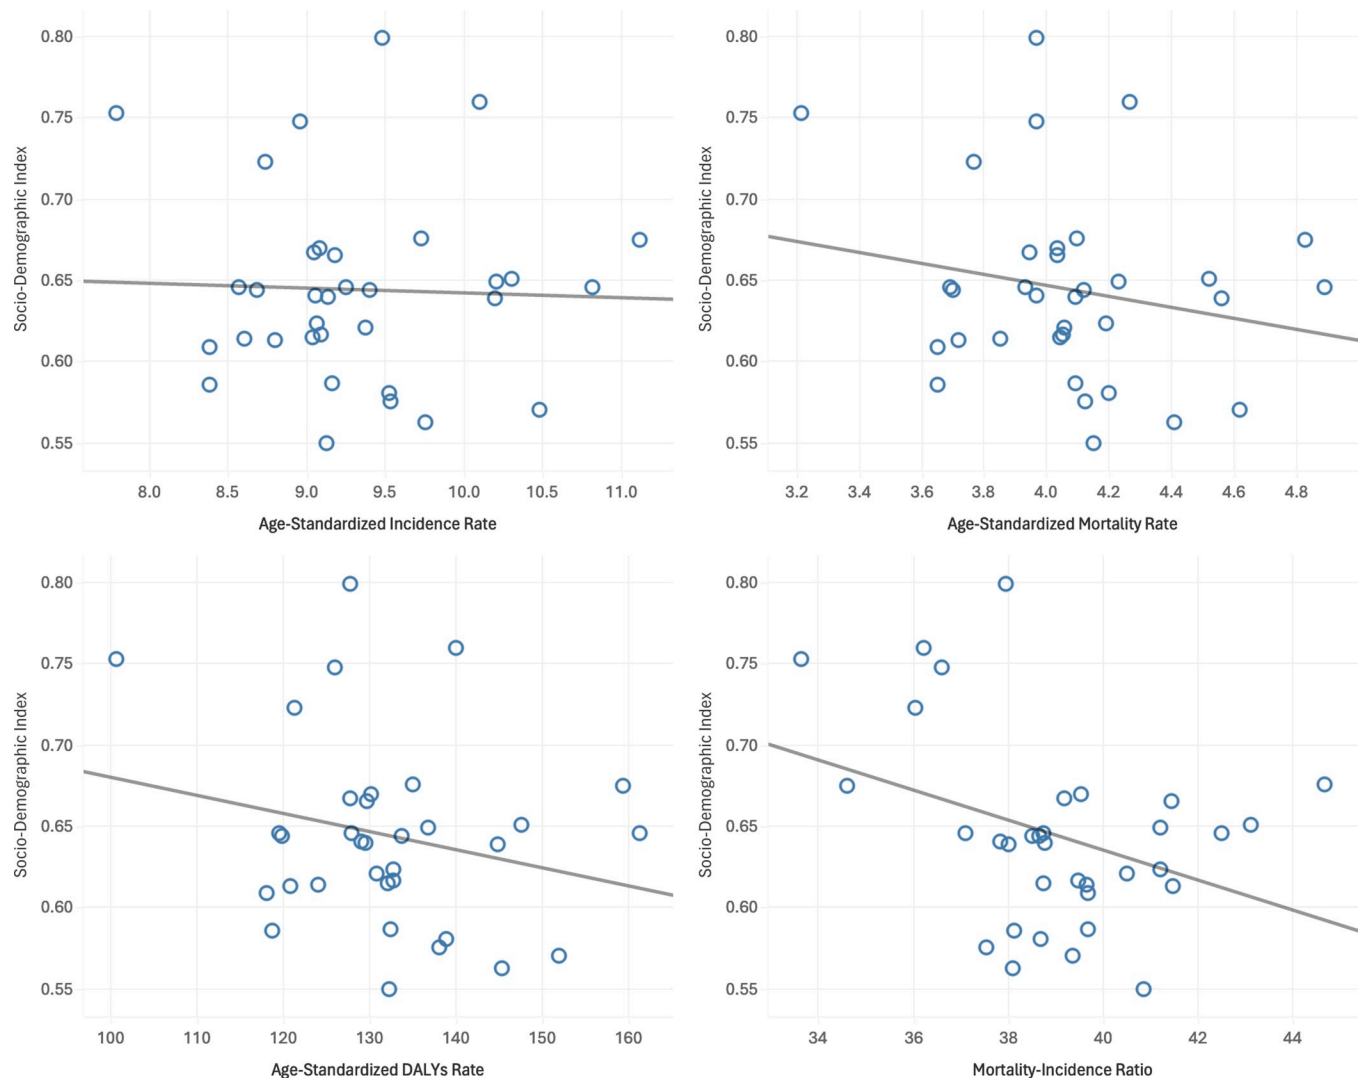 0.80
0.75
0.70
0.65
0.60
0.55
Socio-Demographic Index
8.0 8.5 9.0 9.5 10.0 10.5 11.0
Age-Standardized Incidence Rate
0.80
0.75
0.70
0.65
0.60
0.55
Socio-Demographic Index
3.2 3.4 3.6 3.8 4.0 4.2 4.4 4.6 4.8
Age-Standardized Mortality Rate
0.80
0.75
0.70
0.65
0.60
0.55
Socio-Demographic Index
100 110 120 130 140 150 160
Age-Standardized DALYs Rate
0.80
0.75
0.70
0.65
0.60
0.55
Socio-Demographic Index
34 36 38 40 42 44
Mortality-Incidence Ratio